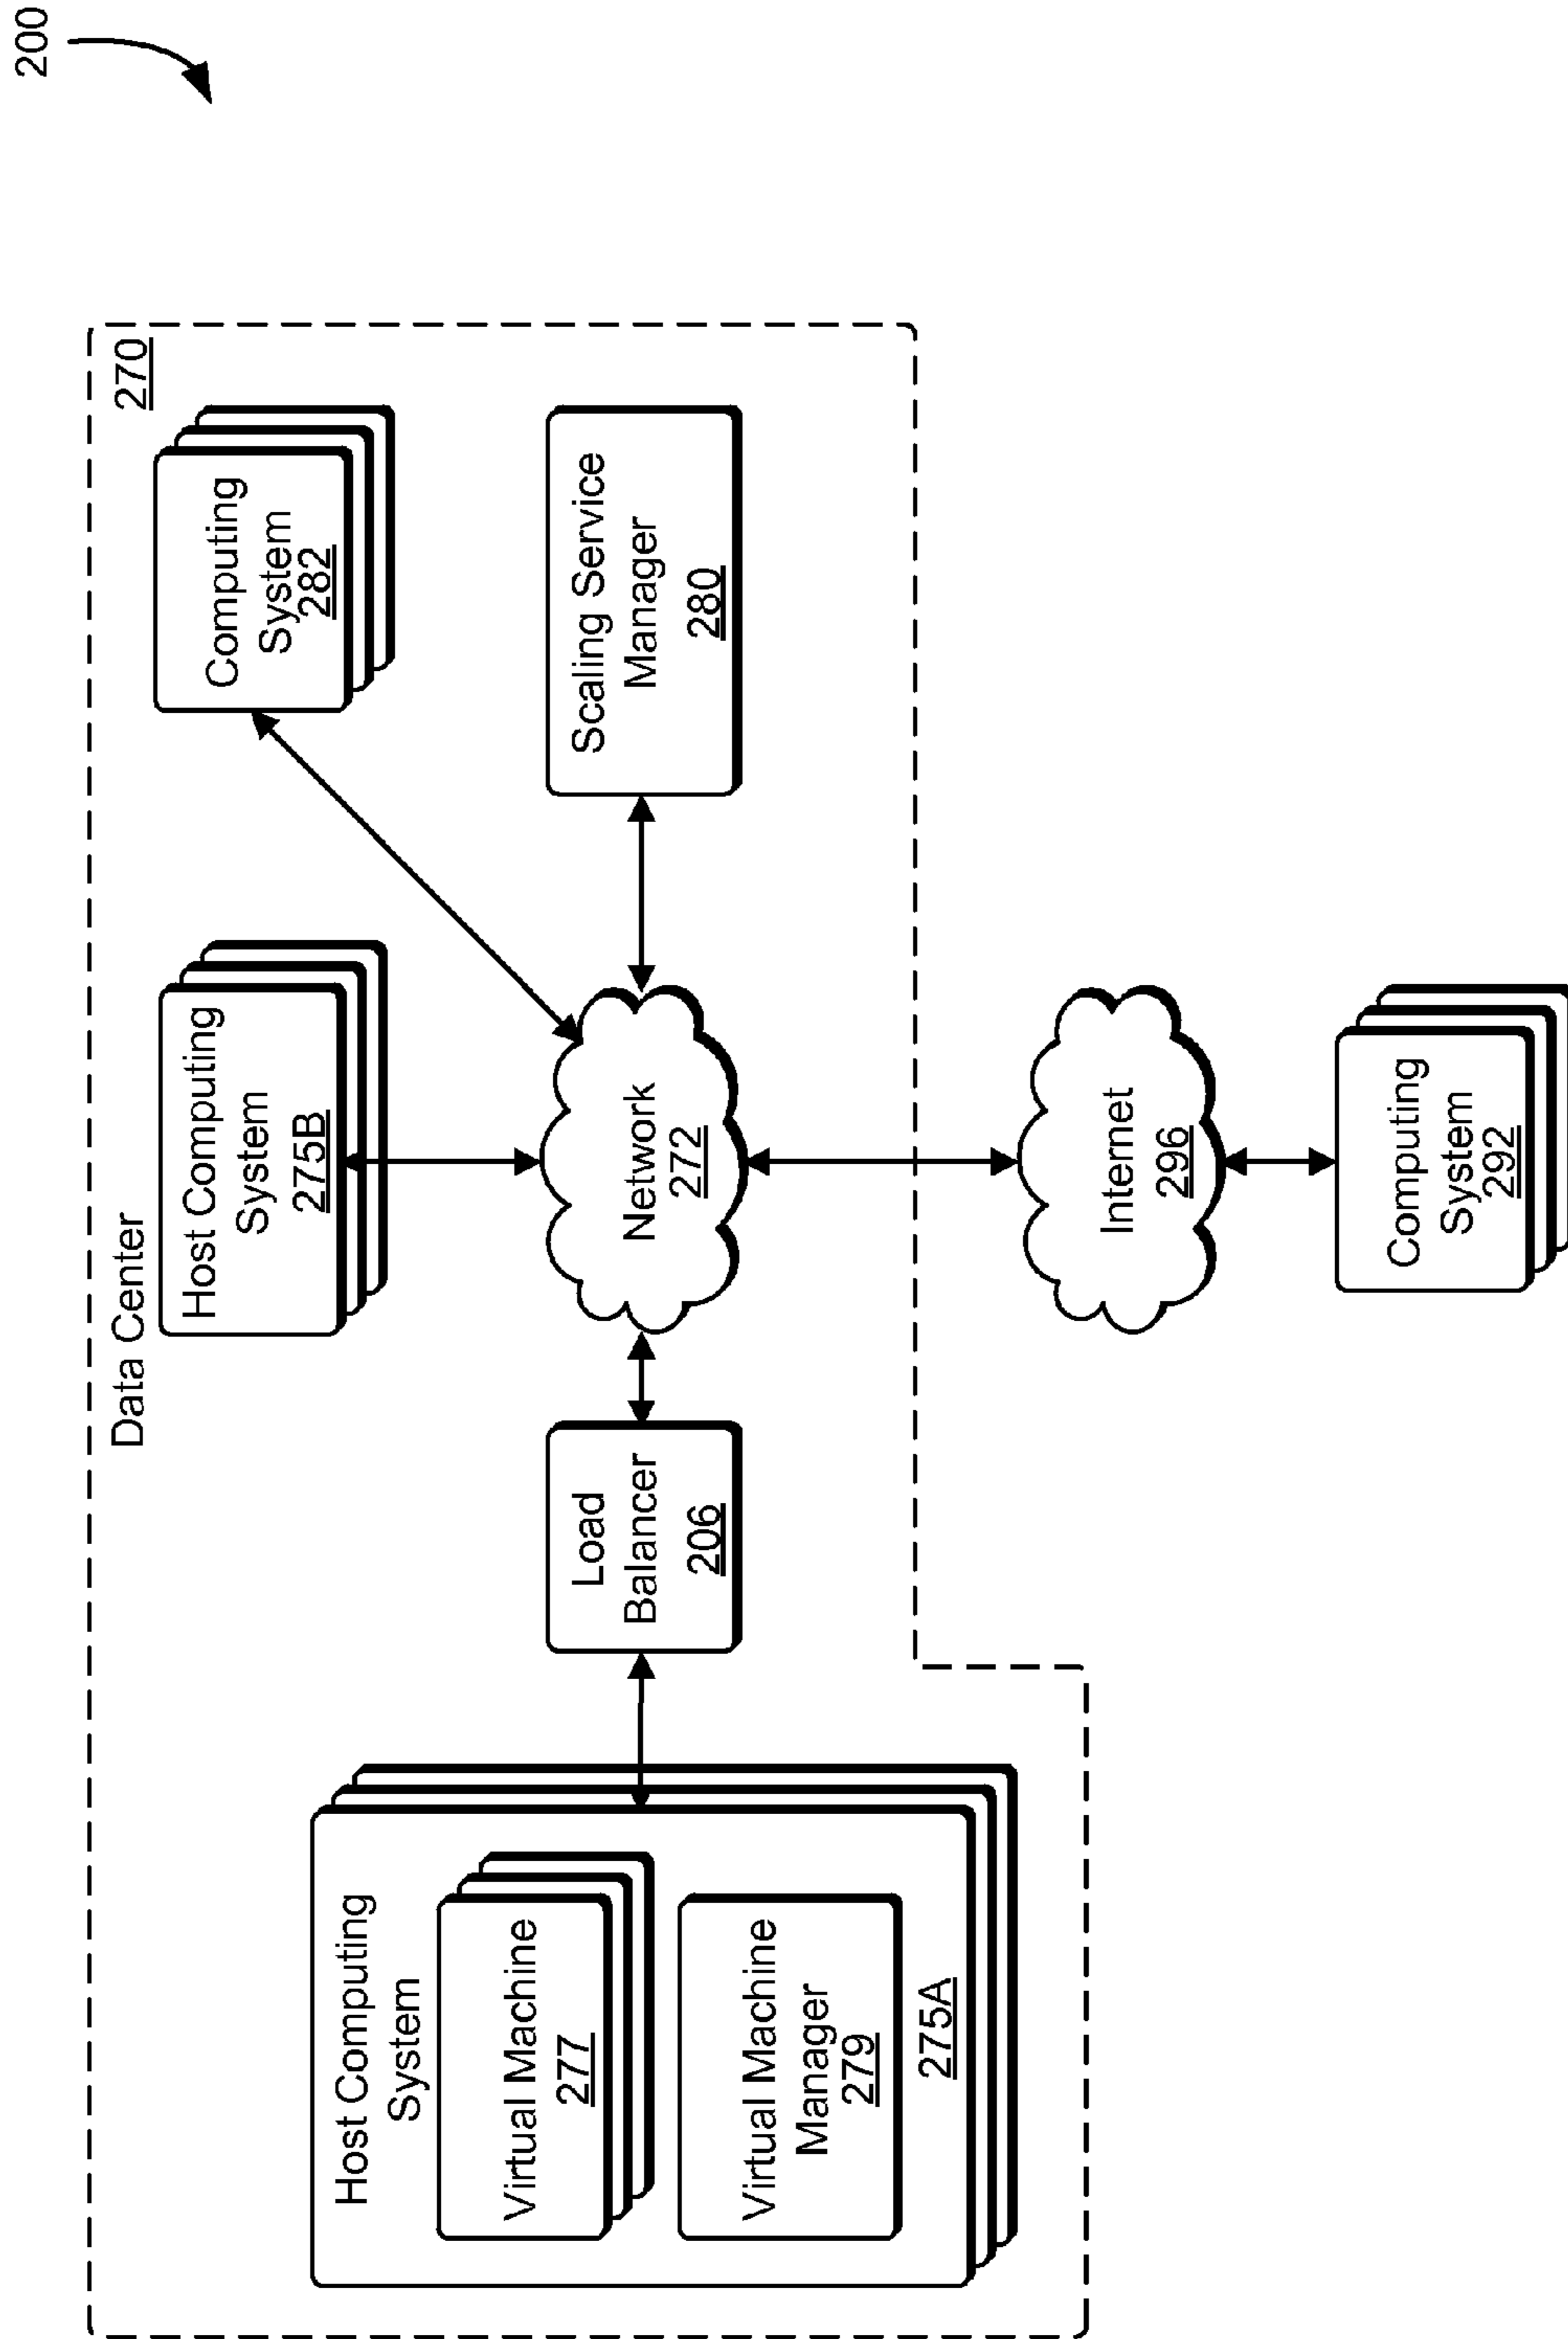 200
Data Center
270
Host Computing
System
Virtual Machine
277
Virtual Machine
Manager
279
275A
Load
Balancer
206
Host Computing
System
275B
Network
272
Computing
System
282
Scaling Service
Manager
280
Internet
296
Computing
System
292